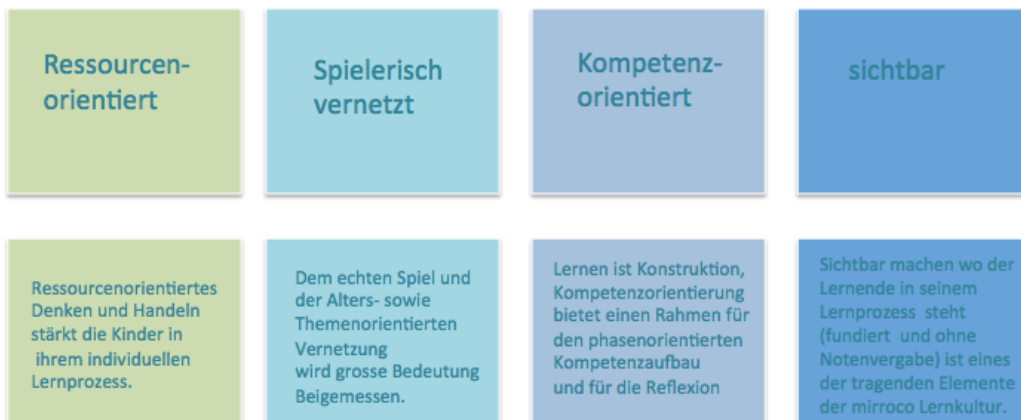 Ressourcen-
orientiert
Spielerisch
vernetzt
Kompetenz-
orientiert
sichtbar
Ressourcenorientiertes
Denken und Handeln
stärkt die Kinder in
ihrem individuellen
Lernprozess.
Dem echten Spiel und
der Alters- sowie
Themenorientierten
Vernetzung
wird grosse Bedeutung
Beigemessen.
Lernen ist Konstruktion,
Kompetenzorientierung
bietet einen Rahmen für
den phasenorientierten
Kompetenzaufbau
und für die Reflexion
Sichtbar machen wo der
Lernende in seinem
Lernprozess steht
(fundiert und ohne
Notenvergabe) ist eines
der tragenden Elemente
der mirroco Lernkultur.